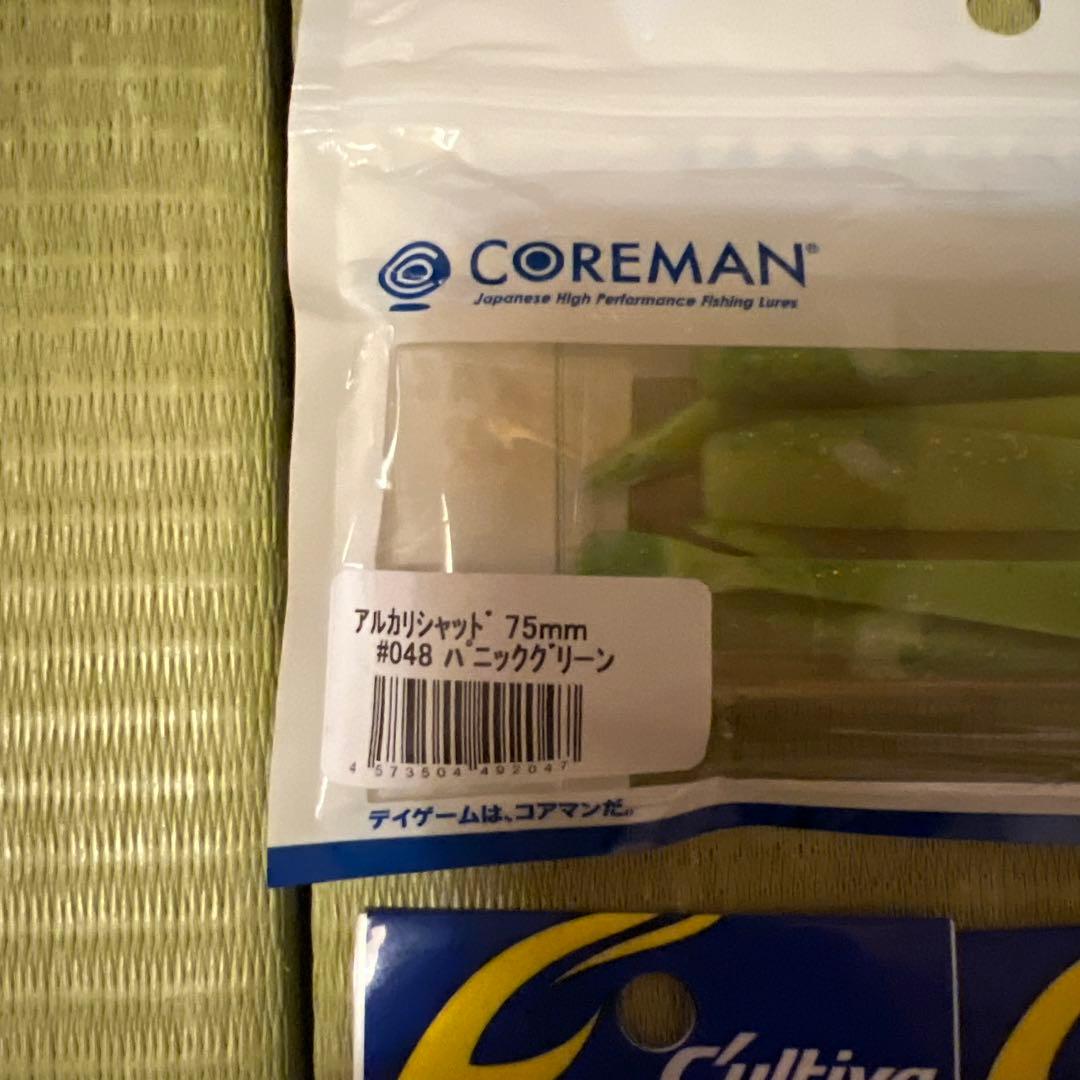 COREMAN®
Japanese High Performance Fishing Lures
アルカリシャッド 75mm
#048 パニックグリーン
4 573504 492047
デイゲームは、コアマンだ。
C'ultiva